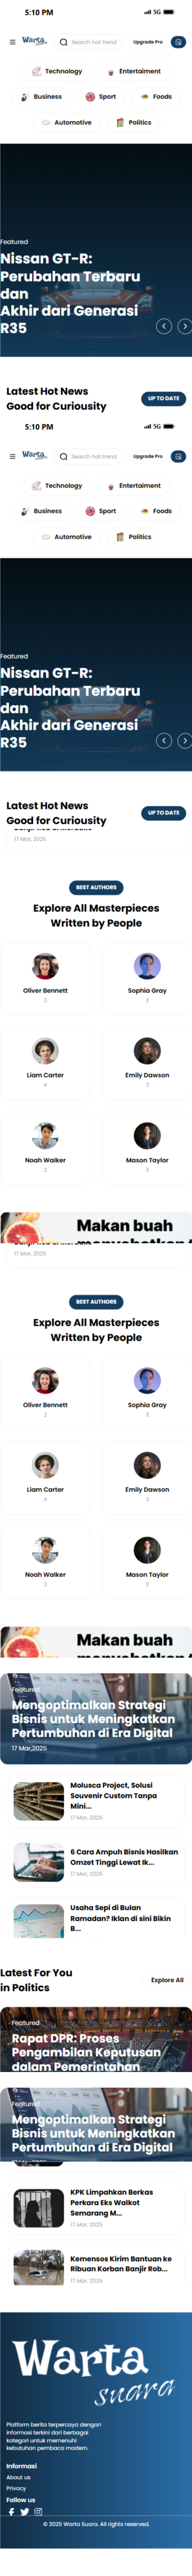 5:10 PM
5G
Warta
suara
Search hot trend
Upgrade Pro
Technology
Entertaiment
Business
Sport
Foods
Automotive
Politics
Featured
Nissan GT-R:
Perubahan Terbaru
dan
Akhir dari Generasi
R35
Latest Hot News
Good for Curiousity
UP TO DATE
5:10 PM
5G
Warta
suara
Search hot trend
Upgrade Pro
Technology
Entertaiment
Business
Sport
Foods
Automotive
Politics
Featured
Nissan GT-R:
Perubahan Terbaru
dan
Akhir dari Generasi
R35
Latest Hot News
Good for Curiousity
UP TO DATE
17 Mar, 2025
BEST AUTHORS
Explore All Masterpieces
Written by People
Oliver Bennett
2
Sophia Gray
3
Liam Carter
4
Emily Dawson
3
Noah Walker
2
Mason Taylor
3
Makan buah
17 Mar, 2025
BEST AUTHORS
Explore All Masterpieces
Written by People
Oliver Bennett
2
Sophia Gray
3
Liam Carter
4
Emily Dawson
3
Noah Walker
2
Mason Taylor
3
Makan buah
Featured
Mengoptimalkan Strategi
Bisnis untuk Meningkatkan
Pertumbuhan di Era Digital
17 Mar,2025
Molusca Project, Solusi
Souvenir Custom Tanpa
Mini...
17 Mar, 2025
6 Cara Ampuh Bisnis Hasilkan
Omzet Tinggi Lewat Ik...
17 Mar, 2025
Usaha Sepi di Bulan
Ramadan? Iklan di sini Bikin
B...
Latest For You
in Politics
Explore All
Featured
Rapat DPR: Proses
Pengambilan Keputusan
dalam Pemerintahan
Featured
Mengoptimalkan Strategi
Bisnis untuk Meningkatkan
Pertumbuhan di Era Digital
KPK Limpahkan Berkas
Perkara Eks Walkot
Semarang M...
17 Mar, 2025
Kemensos Kirim Bantuan ke
Ribuan Korban Banjir Rob...
17 Mar, 2025
Warta
suara
Platform berita terpercaya dengan
informasi terkini dari berbagai
kategori untuk memenuhi
kebutuhan pembaca modern.
Informasi
About us
Privacy
Follow us
© 2025 Warta Suara. All rights reserved.